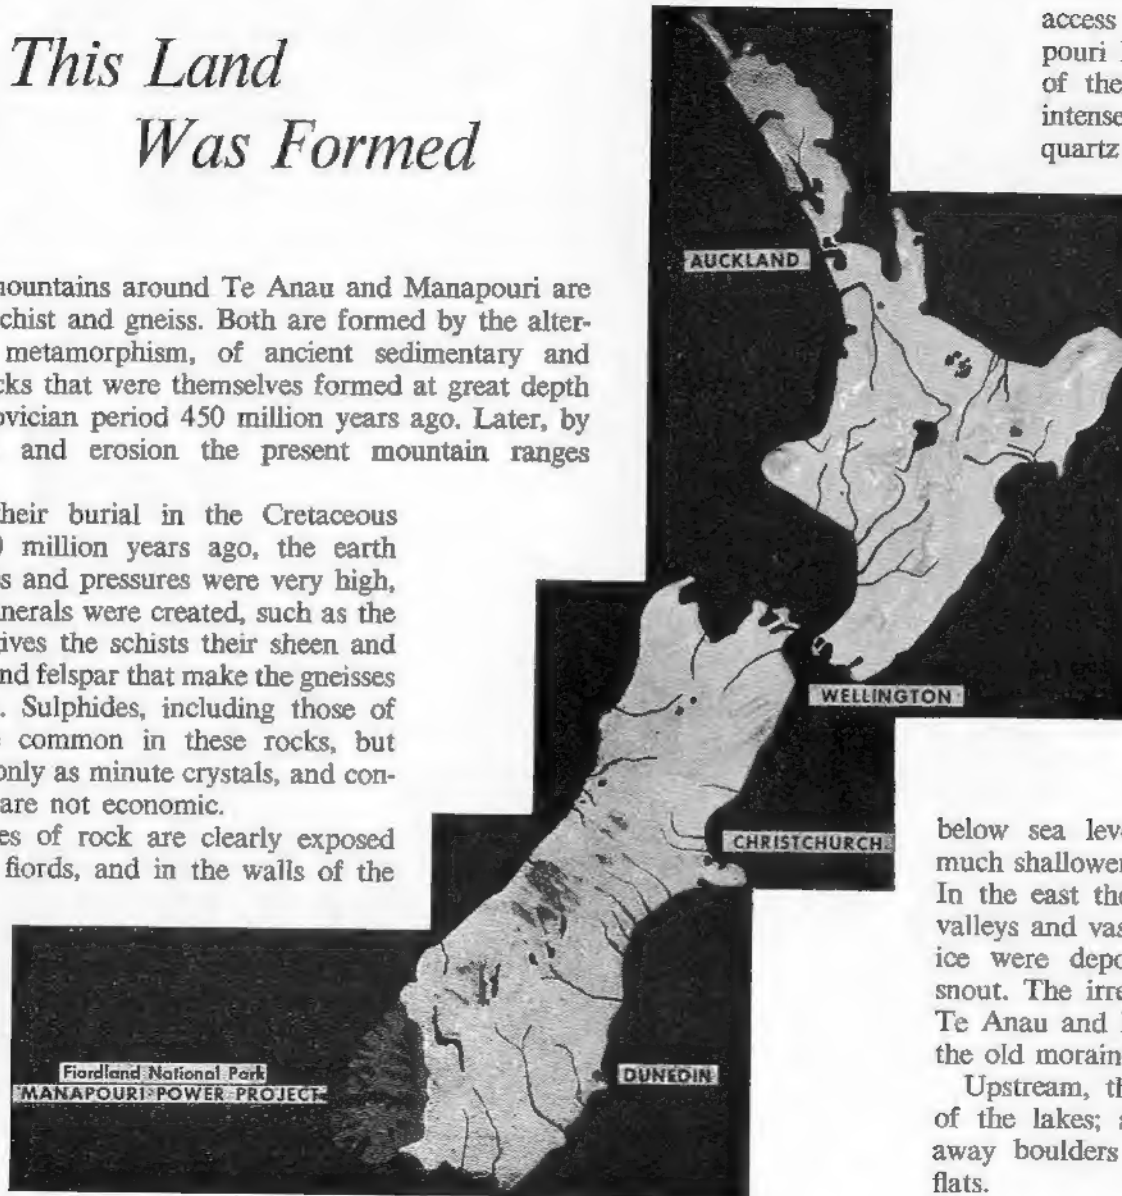 This Land
Was Formed
mountains around Te Anau and Manapouri are
chist and gneiss. Both are formed by the alter-
metamorphism, of ancient sedimentary and
cks that were themselves formed at great depth
ovician period 450 million years ago. Later, by
and erosion the present mountain ranges
heir burial in the Cretaceous
0 million years ago, the earth
s and pressures were very high,
nerals were created, such as the
ives the schists their sheen and
nd felspar that make the gneisses
. Sulphides, including those of
common in these rocks, but
only as minute crystals, and con-
are not economic.
es of rock are clearly exposed
fiords, and in the walls of the
AUCKLAND
WELLINGTON
CHRISTCHURCH
DUNEDIN
Fiordland National Park
MANAPOURI POWER PROJECT
access
pouri
of the
intense
quartz
below sea leve
much shallower
In the east the
valleys and vas
ice were depo
snout. The irre
Te Anau and
the old morain
Upstream, th
of the lakes; a
away boulders
flats.